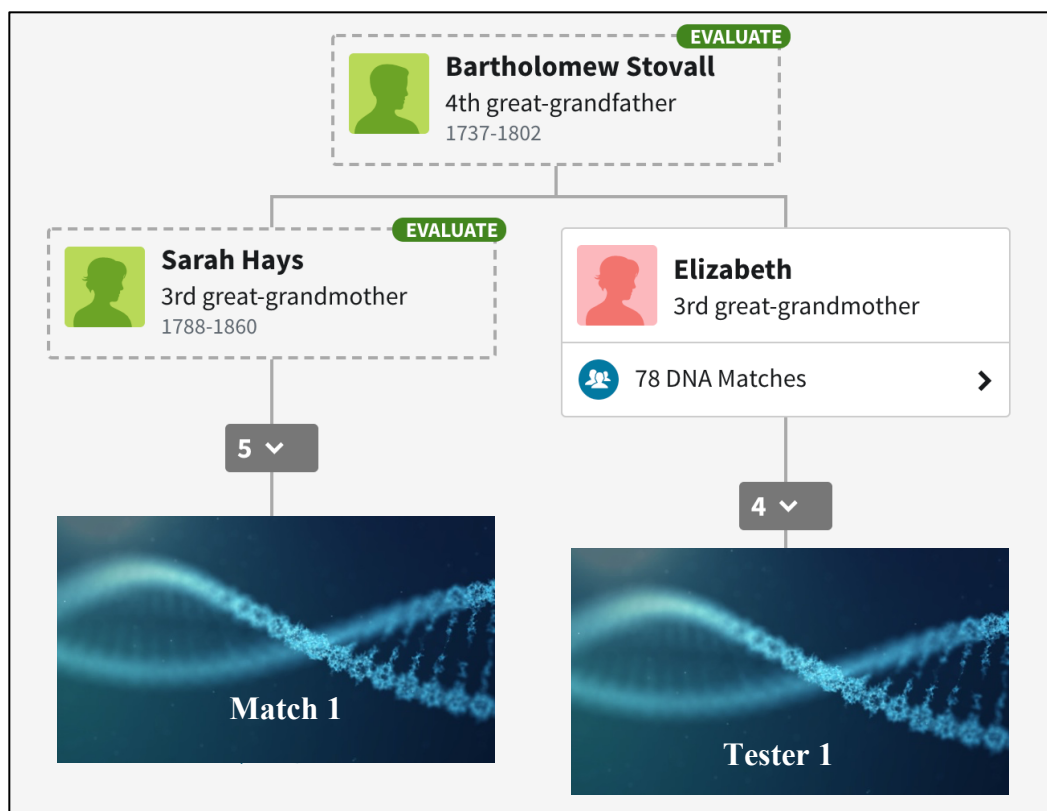 EVALUATE
Bartholomew Stovall
4th great-grandfather
1737-1802
EVALUATE
Sarah Hays
3rd great-grandmother
1788-1860
Elizabeth
3rd great-grandmother
78 DNA Matches
5
4
Match 1
Tester 1